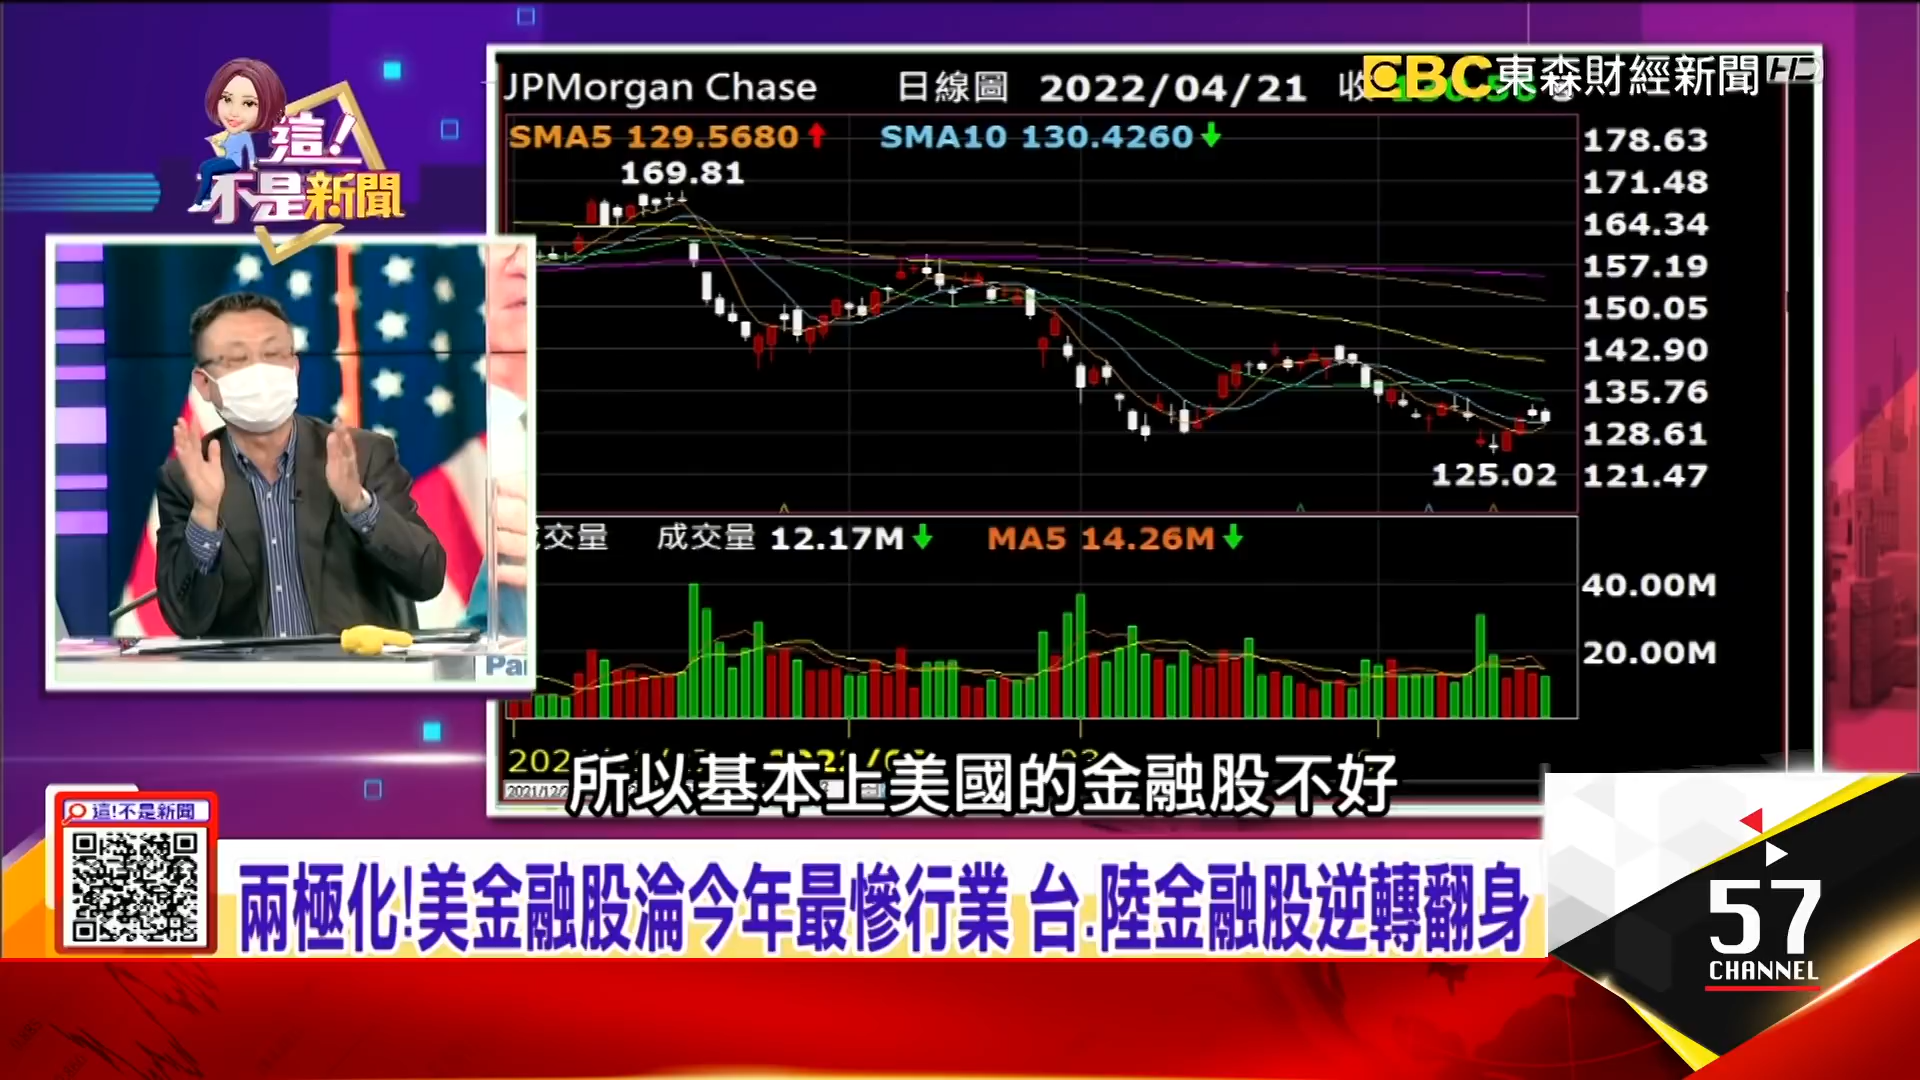 這!
不是新聞
JPMorgan Chase 日線圖 2022/04/21 收
EBC 東森財經新聞 HD
SMA5 129.5680 SMA10 130.4260
169.81
125.02
178.63
171.48
164.34
157.19
150.05
142.90
135.76
128.61
121.47
交量 成交量 12.17M MA5 14.26M
40.00M
20.00M
所以基本上美國的金融股不好
這!不是新聞
兩極化!美金融股淪今年最慘行業 台.陸金融股逆轉翻身
57
CHANNEL